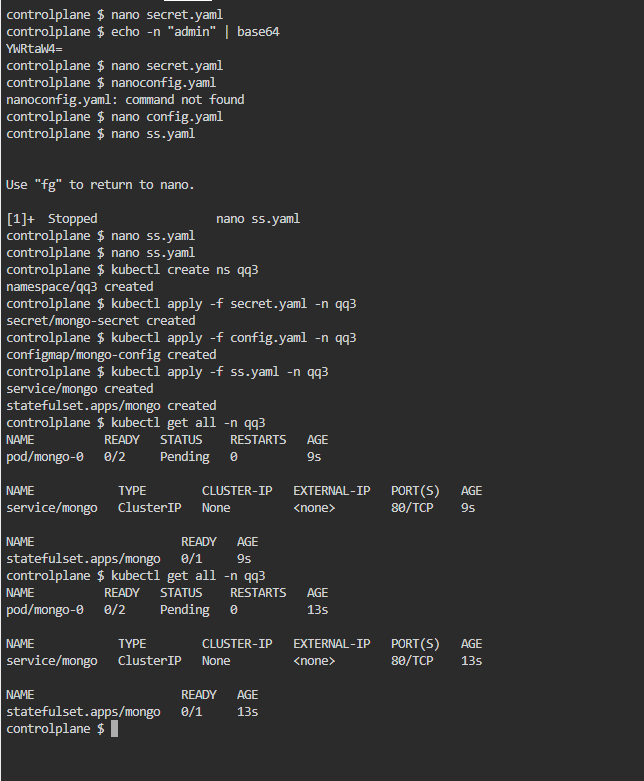 controlplane $ nano secret.yaml
controlplane $ echo -n "admin" | base64
YWRtaW4=
controlplane $ nano secret.yaml
controlplane $ nanoconfig.yaml
nanoconfig.yaml: command not found
controlplane $ nano config.yaml
controlplane $ nano ss.yaml
Use "fg" to return to nano.
[1]+  Stopped                 nano ss.yaml
controlplane $ nano ss.yaml
controlplane $ nano ss.yaml
controlplane $ kubectl create ns qq3
namespace/qq3 created
controlplane $ kubectl apply -f secret.yaml -n qq3
secret/mongo-secret created
controlplane $ kubectl apply -f config.yaml -n qq3
configmap/mongo-config created
controlplane $ kubectl apply -f ss.yaml -n qq3
service/mongo created
statefulset.apps/mongo created
controlplane $ kubectl get all -n qq3
NAME          READY   STATUS    RESTARTS   AGE
pod/mongo-0   0/2     Pending   0          9s
NAME            TYPE        CLUSTER-IP   EXTERNAL-IP   PORT(S)   AGE
service/mongo   ClusterIP   None         <none>        80/TCP    9s
NAME                     READY   AGE
statefulset.apps/mongo   0/1     9s
controlplane $ kubectl get all -n qq3
NAME          READY   STATUS    RESTARTS   AGE
pod/mongo-0   0/2     Pending   0          13s
NAME            TYPE        CLUSTER-IP   EXTERNAL-IP   PORT(S)   AGE
service/mongo   ClusterIP   None         <none>        80/TCP    13s
NAME                     READY   AGE
statefulset.apps/mongo   0/1     13s
controlplane $